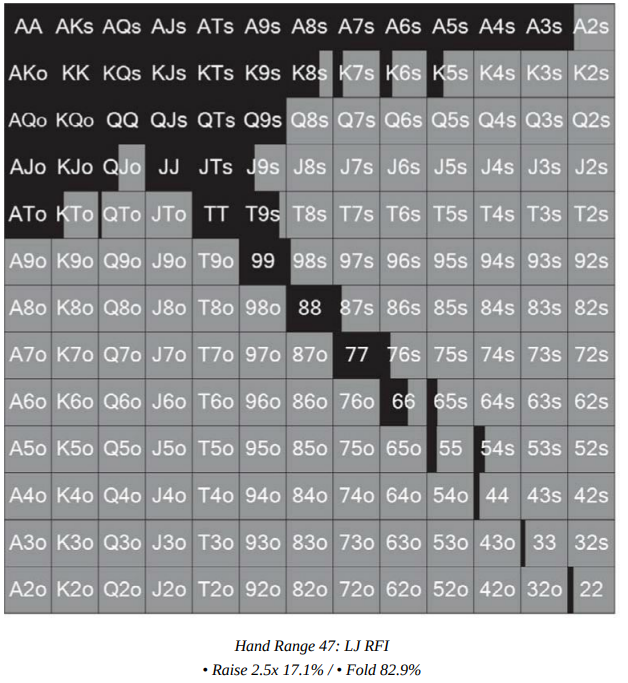 AA AKs AQs AJs ATs A9s A8s A7s A6s A5s A4s A3s A2s
AKo KK KQs KJs KTs K9s K8s K7s K6s K5s K4s K3s K2s
AQo KQo QQ QJs QTs Q9s Q8s Q7s Q6s Q5s Q4s Q3s Q2s
AJo KJo QJo JJ JTs J9s J8s J7s J6s J5s J4s J3s J2s
ATo KTo QTo JTo TT T9s T8s T7s T6s T5s T4s T3s T2s
A9o K9o Q9o J9o T9o 99 98s 97s 96s 95s 94s 93s 92s
A8o K8o Q8o J8o T8o 98o 88 87s 86s 85s 84s 83s 82s
A7o K7o Q7o J7o T7o 97o 87o 77 76s 75s 74s 73s 72s
A6o K6o Q6o J6o T6o 96o 86o 76o 66 65s 64s 63s 62s
A5o K5o Q5o J5o T5o 95o 85o 75o 65o 55 54s 53s 52s
A4o K4o Q4o J4o T4o 94o 84o 74o 64o 54o 44 43s 42s
A3o K3o Q3o J3o T3o 93o 83o 73o 63o 53o 43o 33 32s
A2o K2o Q2o J2o T2o 92o 82o 72o 62o 52o 42o 32o 22
Hand Range 47: LJ RFI
• Raise 2.5x 17.1% / • Fold 82.9%